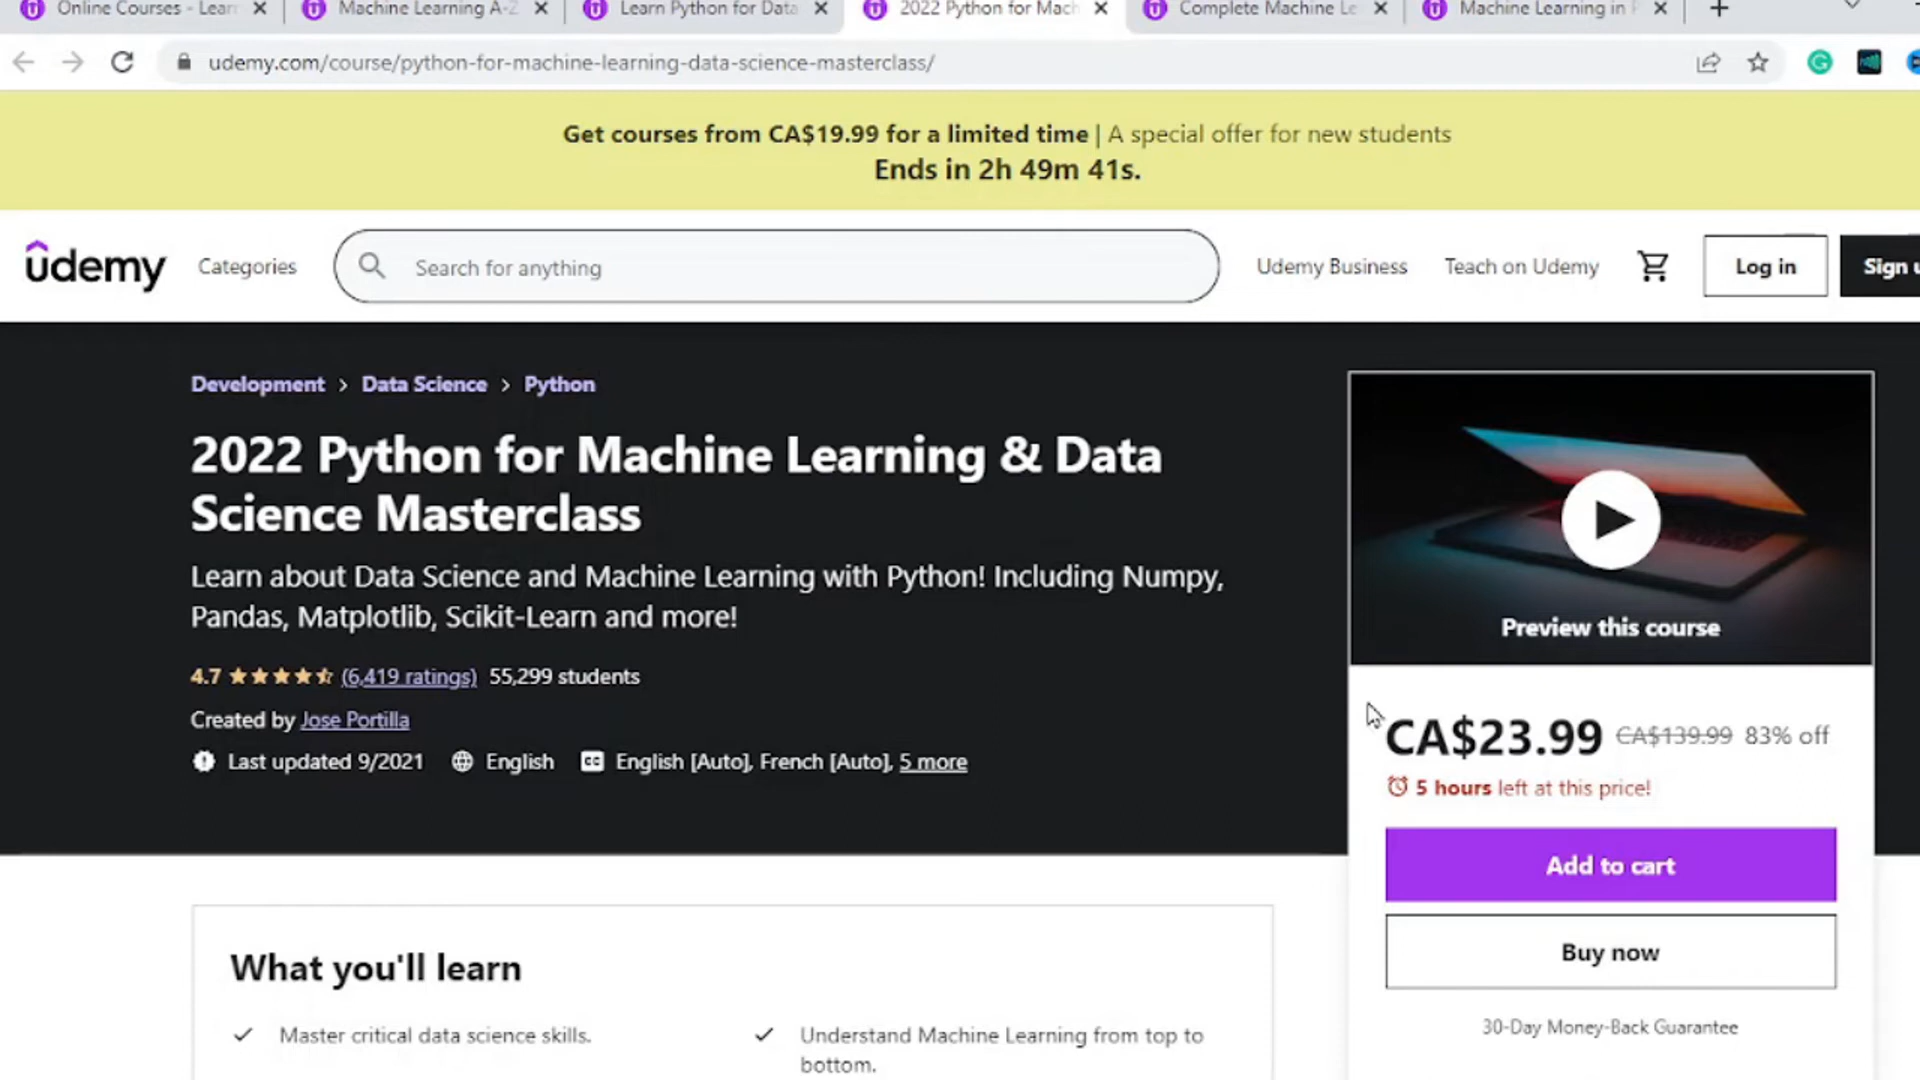 Online Courses - Lear
Machine Learning A-Z
Learn Python for Data
2022 Python for Mach
Complete Machine Le
Machine Learning in P
udemy.com/course/python-for-machine-learning-data-science-masterclass/
Get courses from CA$19.99 for a limited time | A special offer for new students
Ends in 2h 49m 41s.
udemy
Categories
Search for anything
Udemy Business
Teach on Udemy
Log in
Sign u
Development > Data Science > Python
2022 Python for Machine Learning & Data
Science Masterclass
Learn about Data Science and Machine Learning with Python! Including Numpy,
Pandas, Matplotlib, Scikit-Learn and more!
4.7 (6,419 ratings) 55,299 students
Created by Jose Portilla
Last updated 9/2021 English CC English [Auto], French [Auto], 5 more
Preview this course
CA$23.99 CA$139.99 83% off
5 hours left at this price!
Add to cart
Buy now
30-Day Money-Back Guarantee
What you'll learn
Master critical data science skills.
Understand Machine Learning from top to
bottom.